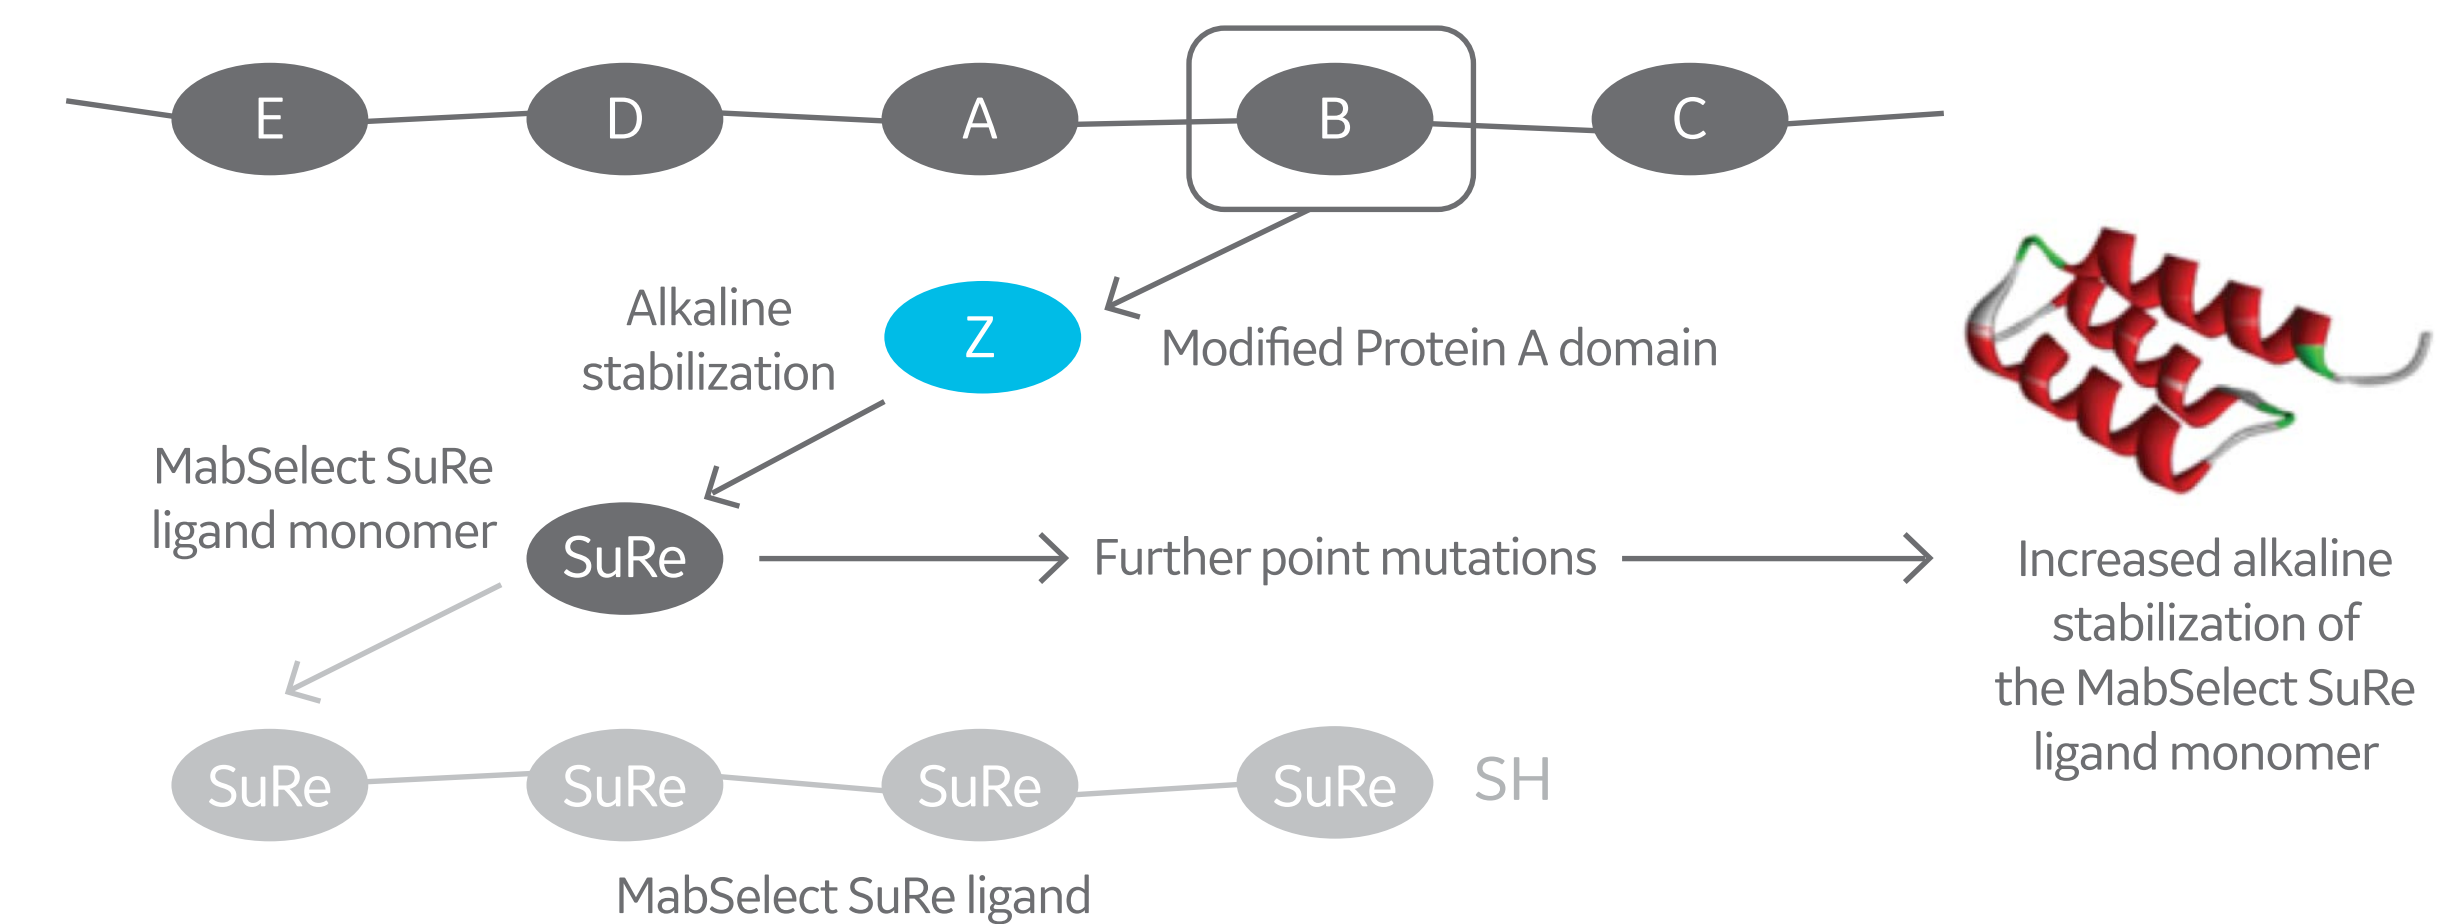 E
D
A
B
C
Alkaline
stabilization
Z
Modified Protein A domain
MabSelect SuRe
ligand monomer
SuRe
Further point mutations
Increased alkaline
stabilization of
the MabSelect SuRe
ligand monomer
SuRe
SuRe
SuRe
SuRe
SH
MabSelect SuRe ligand